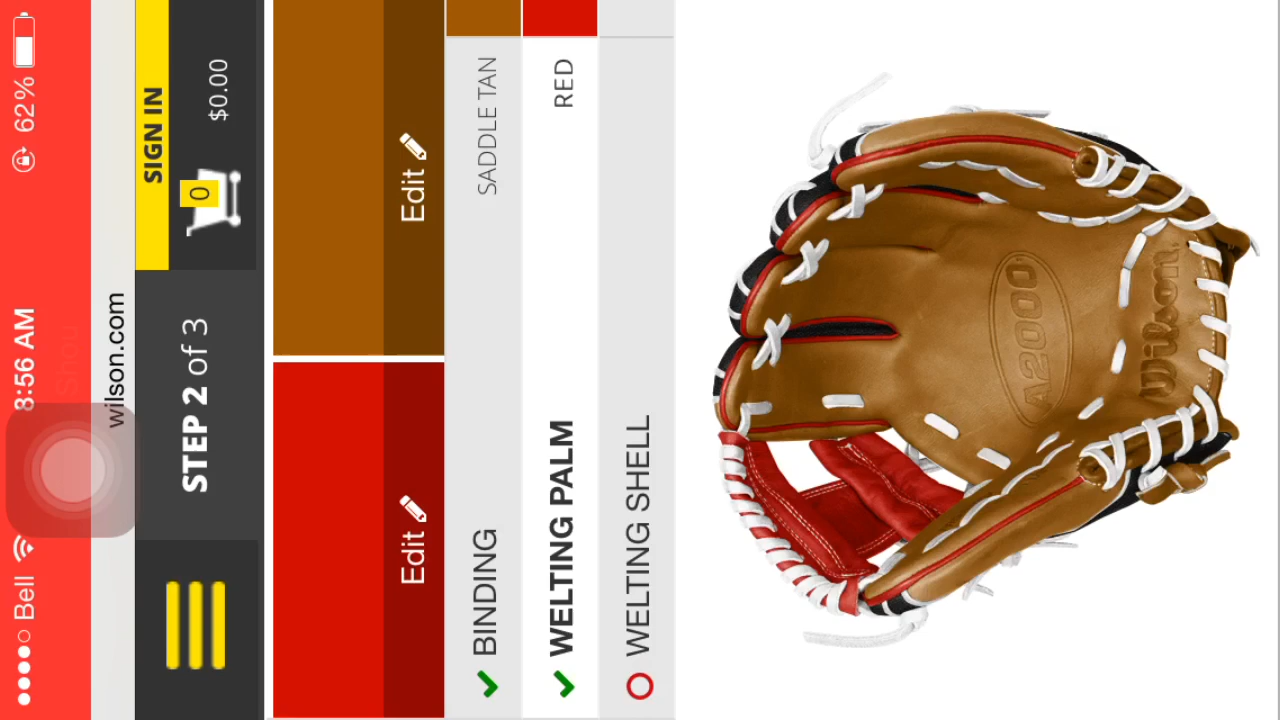 ●●●●○ Bell 8:56 AM 62%
wilson.com
STEP 2 of 3
SIGN IN
0
$0.00
Edit
Edit
BINDING SADDLE TAN
WELTING PALM RED
WELTING SHELL
A2000
Wilson